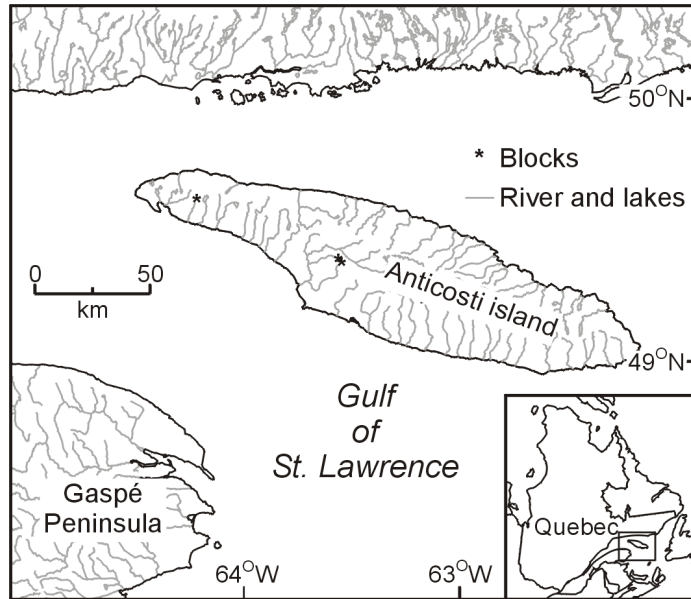 50°N
* Blocks
River and lakes
0 50
km
Anticosti island
49°N
Gulf
of
St. Lawrence
Gaspé
Peninsula
Quebec
64°W 63°W